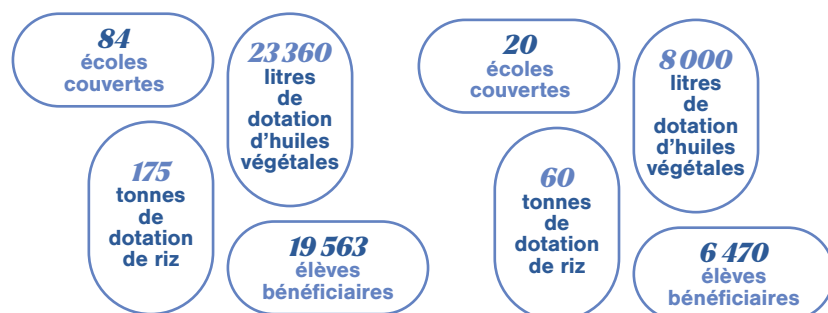 84
écoles
couvertes
23 360
litres
de
dotation
d'huiles
végétales
175
tonnes
de
dotation
de riz
19 563
élèves
bénéficiaires
20
écoles
couvertes
8 000
litres
de
dotation
d'huiles
végétales
60
tonnes
de
dotation
de riz
6 470
élèves
bénéficiaires